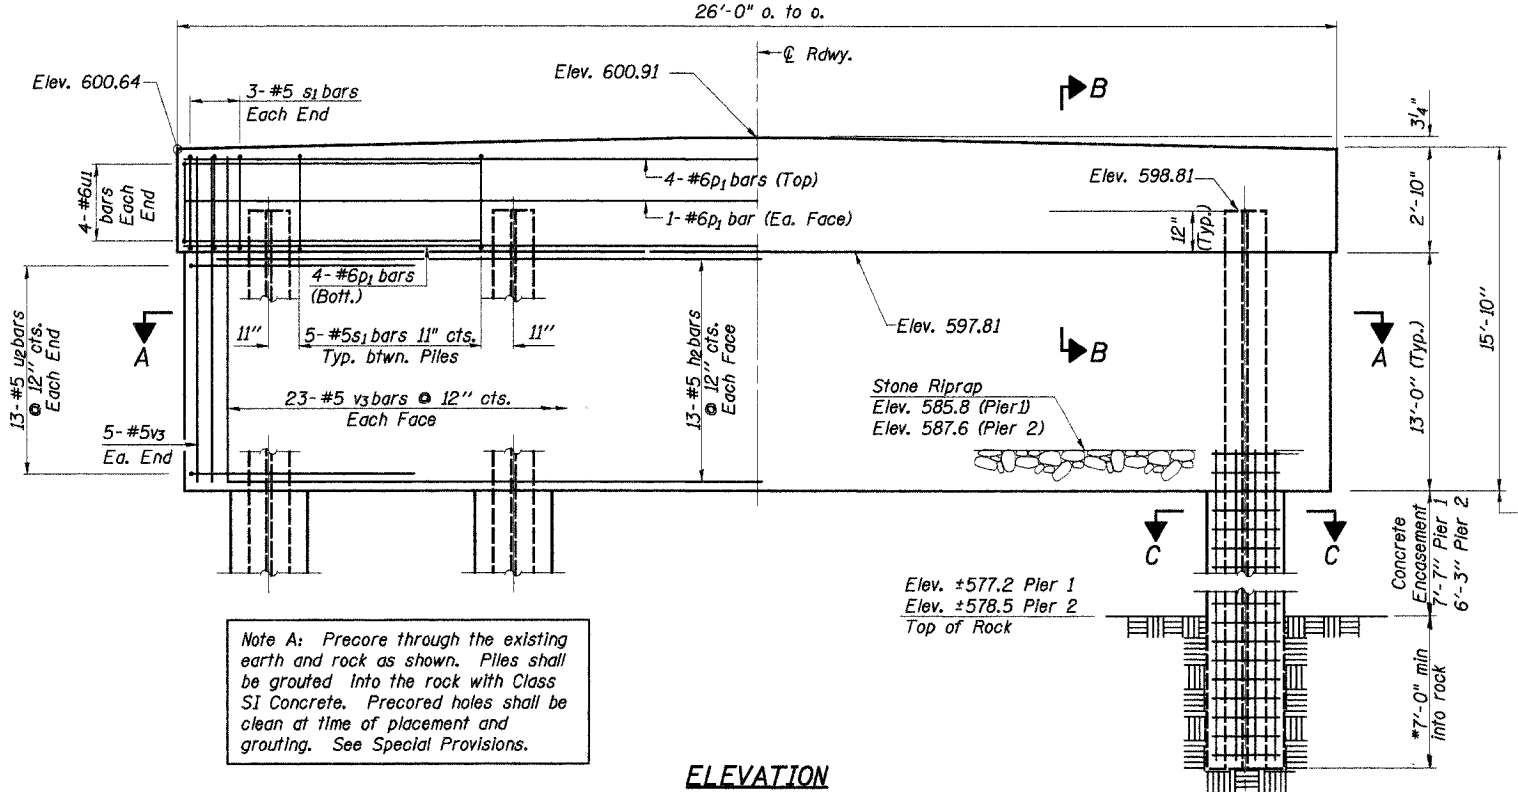 26'-0" o. to o.
℄ Rdwy.
Elev. 600.64
Elev. 600.91
3-#5 s1 bars
Each End
B
3 1/4"
4-#6u1
bars
Each
End
4-#6p1 bars (Top)
1-#6p1 bar (Ea. Face)
Elev. 598.81
12"
(Typ.)
2'-10"
4-#6p1 bars
(Bott.)
13-#5 u2 bars
@ 12" cts.
Each End
A
11"
5-#5s1 bars 11" cts.
Typ. btwn. Piles
11"
13-#5 h2 bars
@ 12" cts.
Each Face
Elev. 597.81
B
A
13'-0" (Typ.)
15'-10"
23-#5 v3 bars @ 12" cts.
Each Face
Stone Riprap
Elev. 585.8 (Pier1)
Elev. 587.6 (Pier 2)
5-#5v3
Ea. End
C
C
Concrete
Encasement
7'-7" Pier 1
6'-3" Pier 2
Elev. ±577.2 Pier 1
Elev. ±578.5 Pier 2
Top of Rock
*7'-0" min
into rock
Note A: Precore through the existing
earth and rock as shown. Piles shall
be grouted into the rock with Class
SI Concrete. Precored holes shall be
clean at time of placement and
grouting. See Special Provisions.
ELEVATION